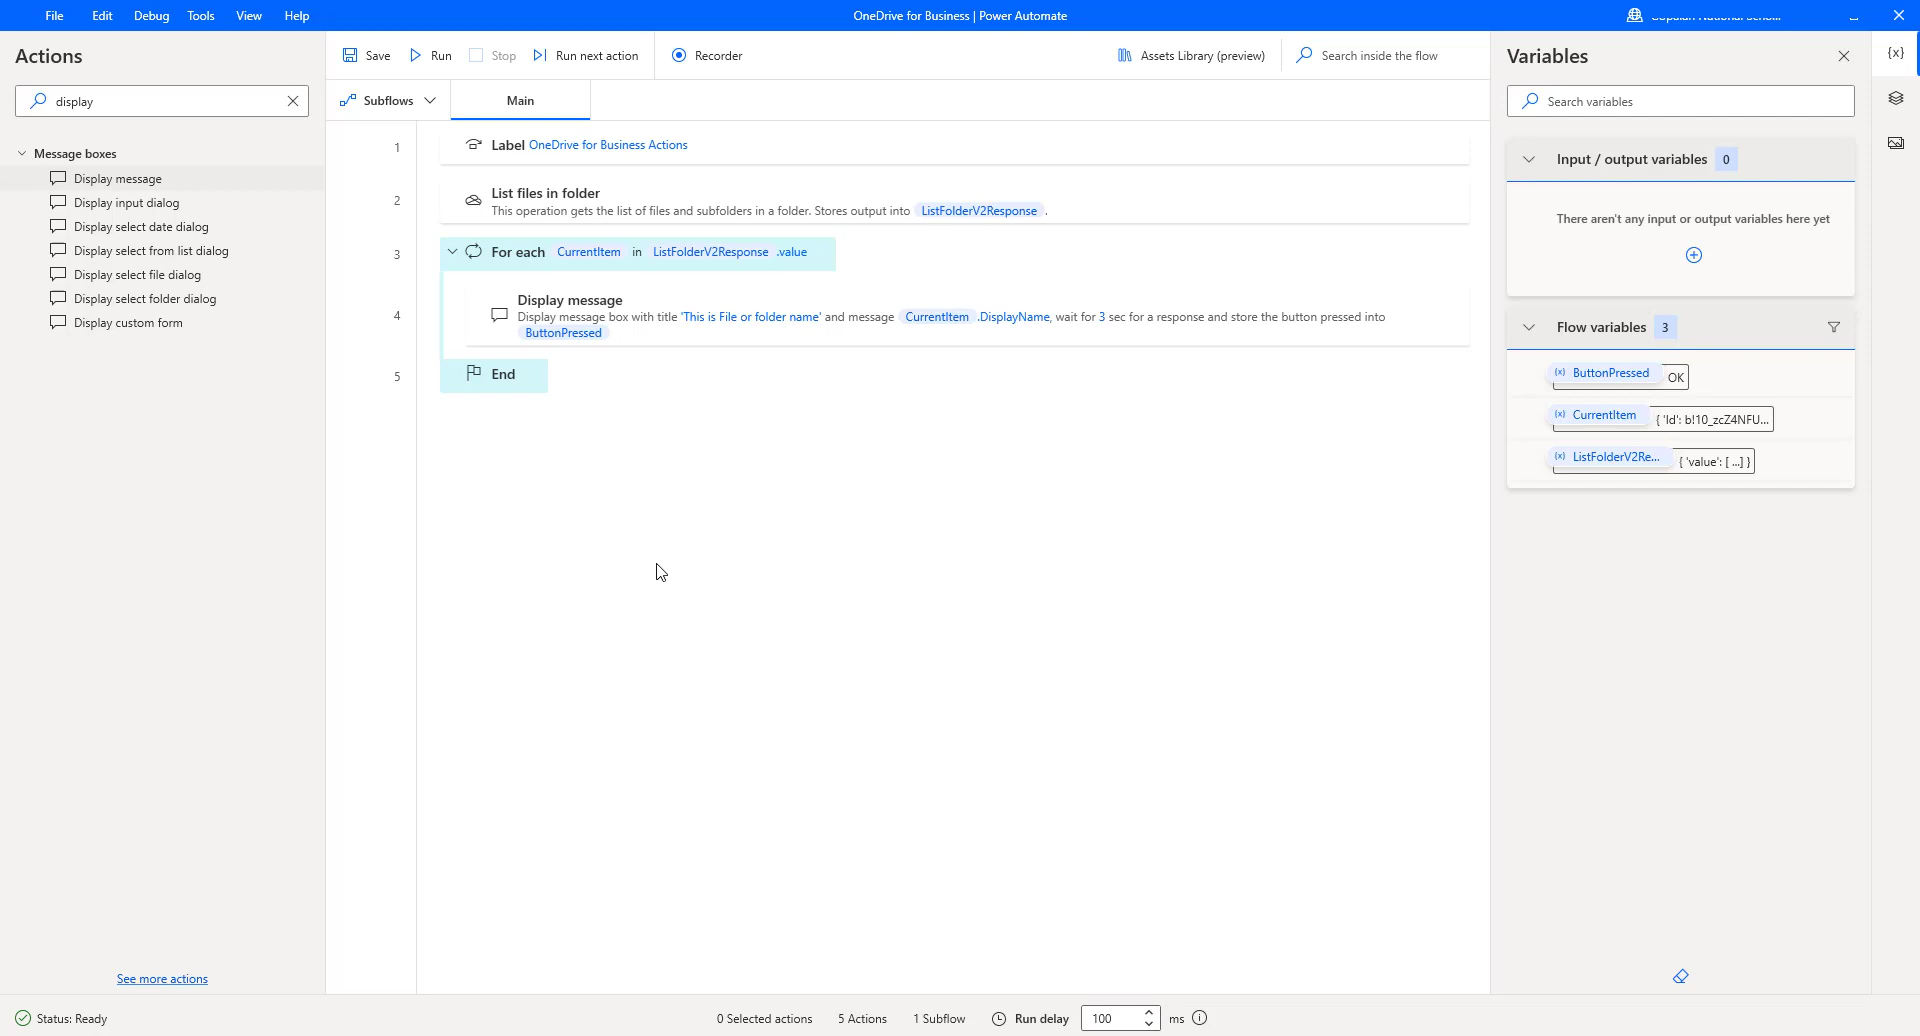 File Edit Debug Tools View Help
OneDrive for Business | Power Automate
Actions
display
Message boxes
Display message
Display input dialog
Display select date dialog
Display select from list dialog
Display select file dialog
Display select folder dialog
Display custom form
See more actions
Save Run Stop Run next action Recorder
Assets Library (preview) Search inside the flow
Subflows Main
1 Label OneDrive for Business Actions
2 List files in folder
This operation gets the list of files and subfolders in a folder. Stores output into ListFolderV2Response .
3 For each CurrentItem in ListFolderV2Response .value
4 Display message
Display message box with title 'This is File or folder name' and message CurrentItem .DisplayName, wait for 3 sec for a response and store the button pressed into
ButtonPressed
5 End
Variables
{x}
Search variables
Input / output variables 0
There aren't any input or output variables here yet
Flow variables 3
(x) ButtonPressed OK
(x) CurrentItem { 'Id': b!10_zcZ4NFU...
(x) ListFolderV2Re... { 'value': [ ...] }
Status: Ready
0 Selected actions 5 Actions 1 Subflow Run delay 100 ms